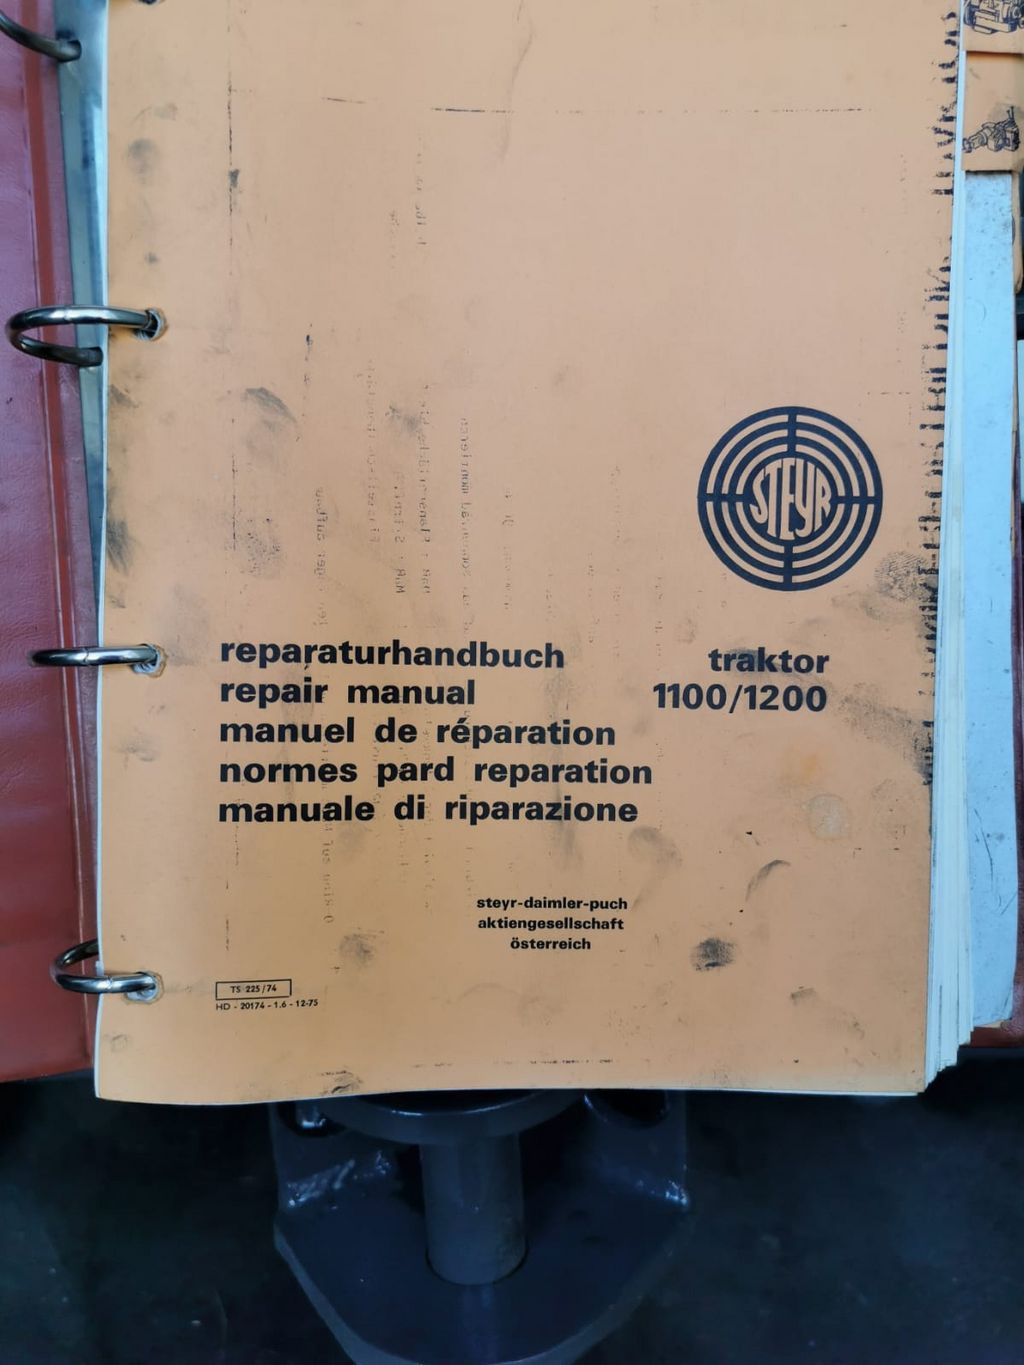 STEYR
reparaturhandbuch
repair manual
manuel de réparation
normes pard reparation
manuale di riparazione
traktor
1100/1200
steyr-daimler-puch
aktiengesellschaft
österreich
TS 225/74
HD - 20174 - 1.6 - 12-75